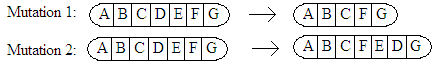 Mutation 1: A B C D E F G → A B C F G
Mutation 2: A B C D E F G → A B C F E D G